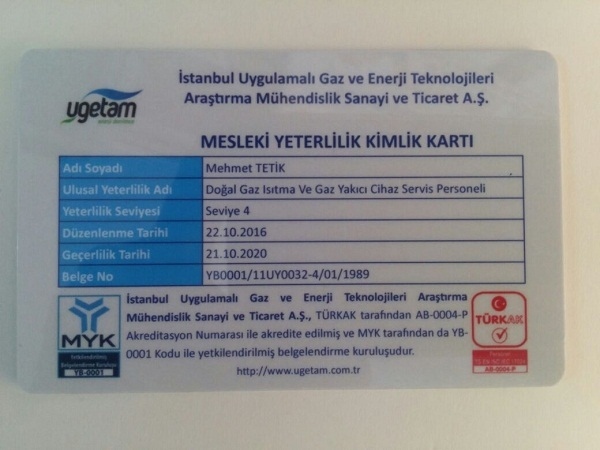 İstanbul Uygulamalı Gaz ve Enerji Teknolojileri
Araştırma Mühendislik Sanayi ve Ticaret A.Ş.
ugetam
MESLEKİ YETERLİLİK KİMLİK KARTI
Adı Soyadı Mehmet TETİK
Ulusal Yeterlilik Adı Doğal Gaz Isıtma Ve Gaz Yakıcı Cihaz Servis Personeli
Yeterlilik Seviyesi Seviye 4
Düzenlenme Tarihi 22.10.2016
Geçerlilik Tarihi 21.10.2020
Belge No YB0001/11UY0032-4/01/1989
İstanbul Uygulamalı Gaz ve Enerji Teknolojileri Araştırma
Mühendislik Sanayi ve Ticaret A.Ş., TÜRKAK tarafından AB-0004-P
Akreditasyon Numarası ile akredite edilmiş ve MYK tarafından da YB-
0001 Kodu ile yetkilendirilmiş belgelendirme kuruluşudur.
http://www.ugetam.com.tr
MYK
Yetkilendirilmiş
Belgelendirme Kuruluşu
YB-0001
TÜRKAK
Personel
AB-0004-P